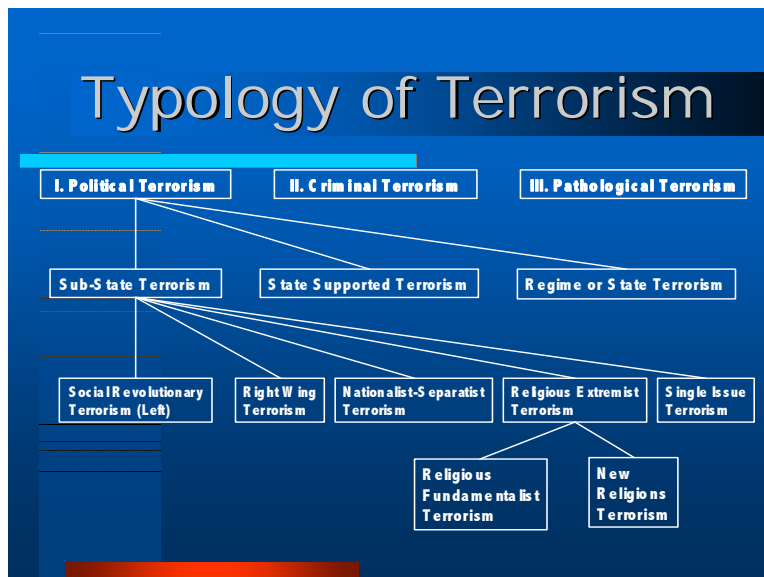 Typology of Terrorism
I. Political Terrorism
II. Criminal Terrorism
III. Pathological Terrorism
Sub-State Terrorism
State Supported Terrorism
Regime or State Terrorism
Social Revolutionary
Terrorism (Left)
Right Wing
Terrorism
Nationalist-Separatist
Terrorism
Religious Extremist
Terrorism
Single Issue
Terrorism
Religious
Fundamentalist
Terrorism
New
Religions
Terrorism